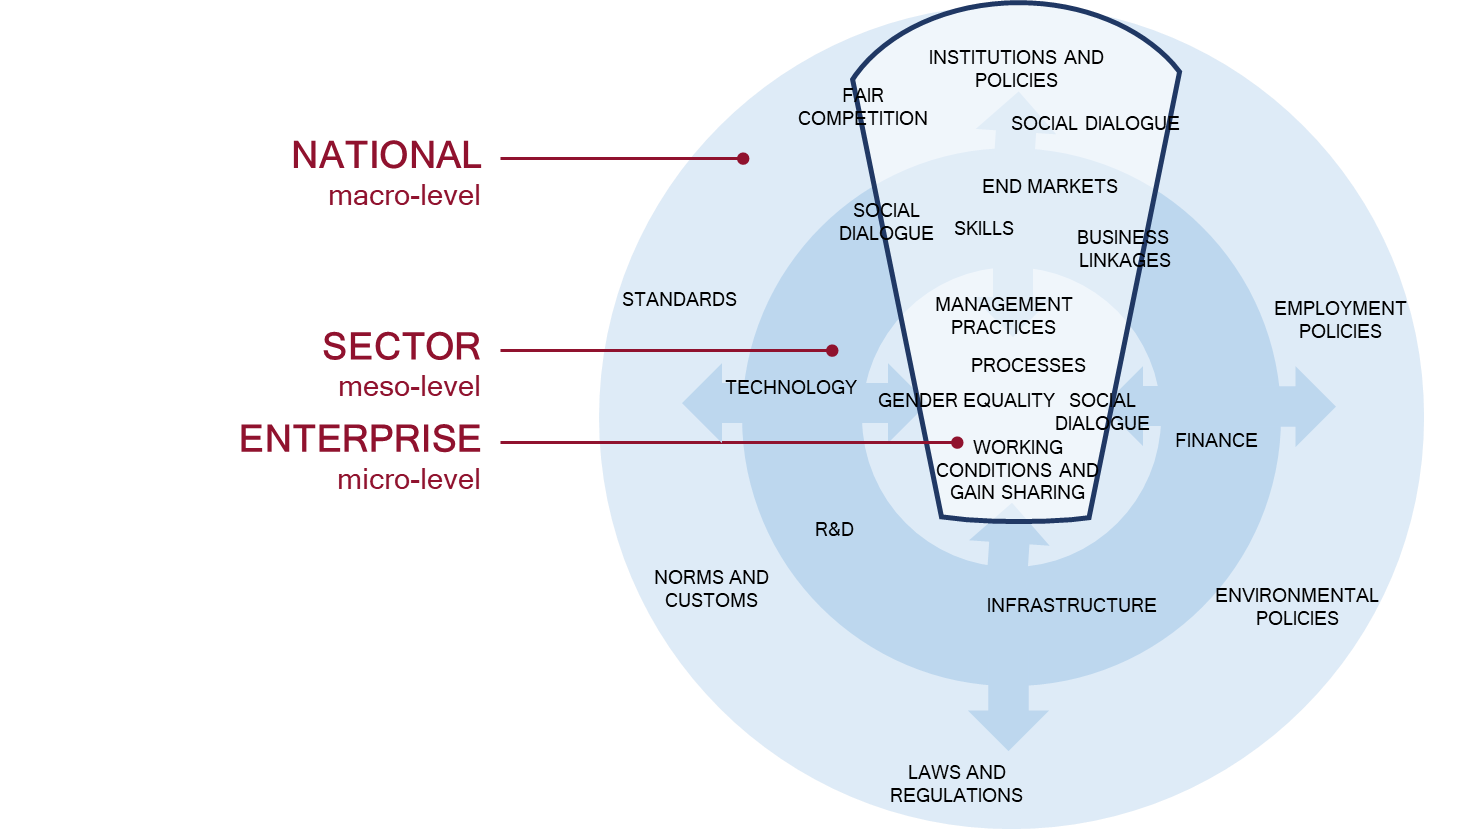 INSTITUTIONS AND
POLICIES
FAIR
COMPETITION
SOCIAL DIALOGUE
NATIONAL
macro-level
END MARKETS
SOCIAL
DIALOGUE
SKILLS
BUSINESS
LINKAGES
STANDARDS
MANAGEMENT
PRACTICES
EMPLOYMENT
POLICIES
SECTOR
meso-level
PROCESSES
TECHNOLOGY
GENDER EQUALITY
SOCIAL
DIALOGUE
ENTERPRISE
micro-level
FINANCE
WORKING
CONDITIONS AND
GAIN SHARING
R&D
NORMS AND
CUSTOMS
INFRASTRUCTURE
ENVIRONMENTAL
POLICIES
LAWS AND
REGULATIONS